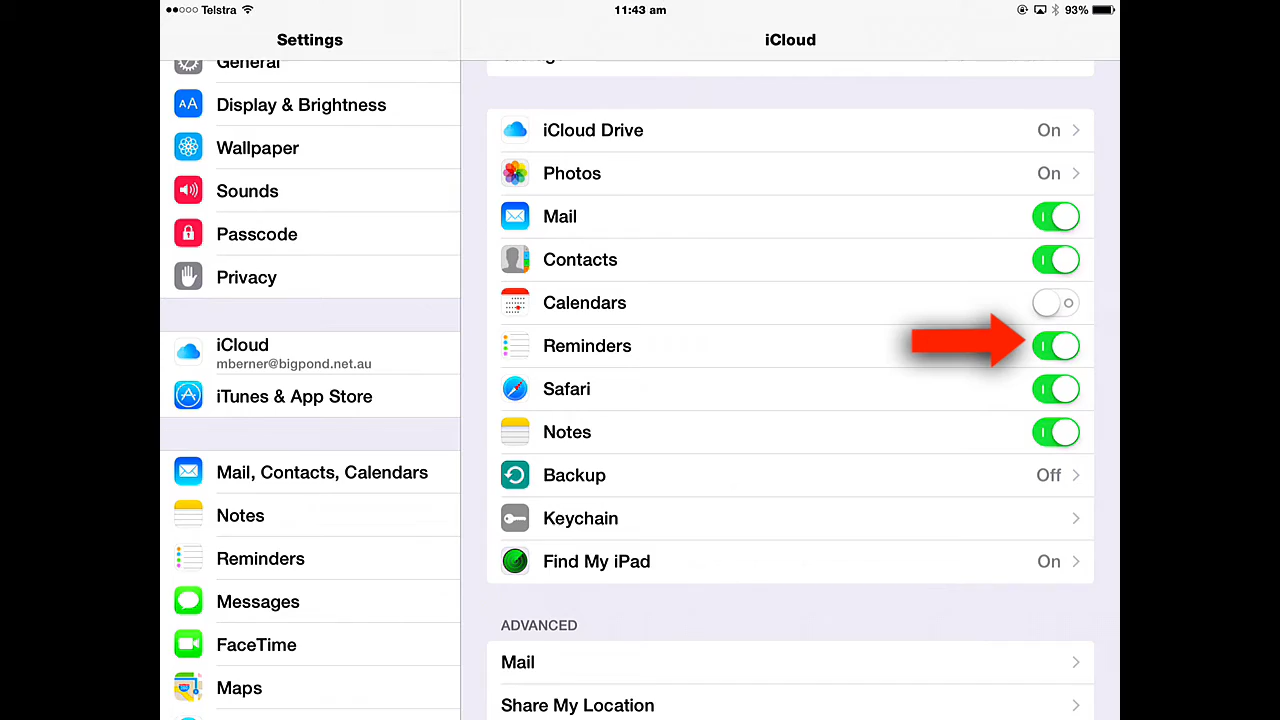 Telstra
11:43 am
93%
Settings
General
Display & Brightness
Wallpaper
Sounds
Passcode
Privacy
iCloud
mberner@bigpond.net.au
iTunes & App Store
Mail, Contacts, Calendars
Notes
Reminders
Messages
FaceTime
Maps
iCloud
iCloud Drive On
Photos On
Mail
Contacts
Calendars
Reminders
Safari
Notes
Backup Off
Keychain
Find My iPad On
ADVANCED
Mail
Share My Location